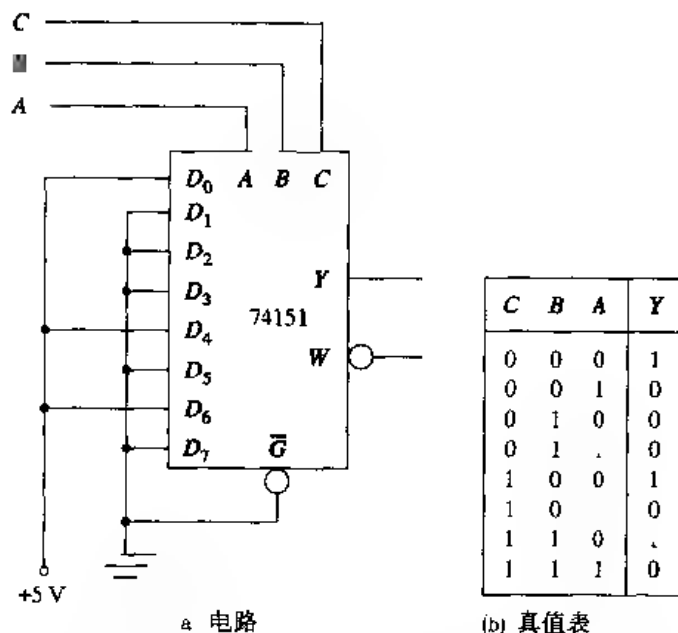 C
A
D0 A B C
D1
D2
D3
Y
74151
D4
W
D5
D6
D7
G̅
+5 V
a 电路
C B A Y
0 0 0 1
0 0 1 0
0 1 0 0
0 1 0
1 0 0 1
1 0 0
1 1 0
1 1 1 0
(b) 真值表